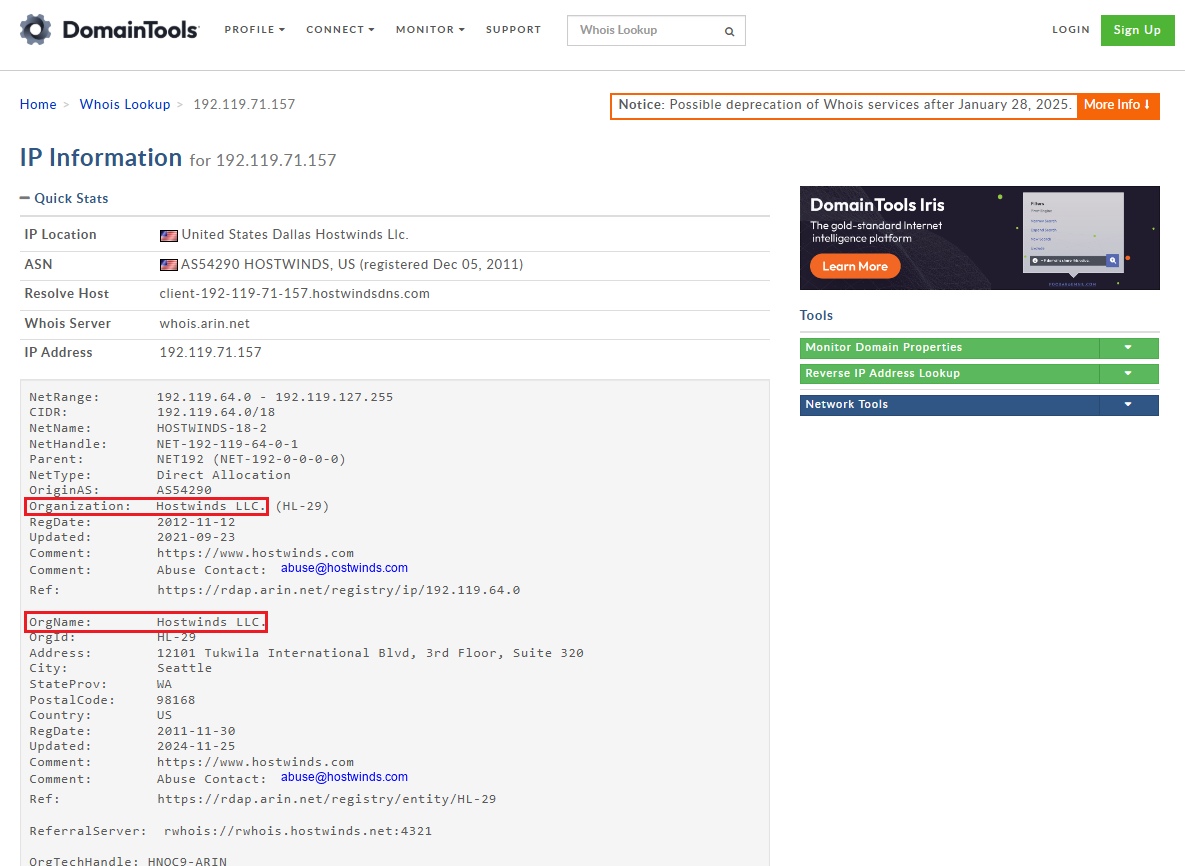 DomainTools
PROFILE CONNECT MONITOR SUPPORT Whois Lookup LOGIN Sign Up
Home > Whois Lookup > 192.119.71.157
Notice: Possible deprecation of Whois services after January 28, 2025. More Info
IP Information for 192.119.71.157
Quick Stats
IP Location United States Dallas Hostwinds Llc.
ASN AS54290 HOSTWINDS, US (registered Dec 05, 2011)
Resolve Host client-192-119-71-157.hostwindsdns.com
Whois Server whois.arin.net
IP Address 192.119.71.157
NetRange: 192.119.64.0 - 192.119.127.255
CIDR: 192.119.64.0/18
NetName: HOSTWINDS-18-2
NetHandle: NET-192-119-64-0-1
Parent: NET192 (NET-192-0-0-0-0)
NetType: Direct Allocation
OriginAS: AS54290
Organization: Hostwinds LLC. (HL-29)
RegDate: 2012-11-12
Updated: 2021-09-23
Comment: https://www.hostwinds.com
Comment: Abuse Contact: abuse@hostwinds.com
Ref: https://rdap.arin.net/registry/ip/192.119.64.0
OrgName: Hostwinds LLC.
OrgId: HL-29
Address: 12101 Tukwila International Blvd, 3rd Floor, Suite 320
City: Seattle
StateProv: WA
PostalCode: 98168
Country: US
RegDate: 2011-11-30
Updated: 2024-11-25
Comment: https://www.hostwinds.com
Comment: Abuse Contact: abuse@hostwinds.com
Ref: https://rdap.arin.net/registry/entity/HL-29
ReferralServer: rwhois://rwhois.hostwinds.net:4321
OrgTechHandle: HNOC9-ARIN
DomainTools Iris
The gold-standard Internet
intelligence platform
Learn More
Filters
Tools
Monitor Domain Properties
Reverse IP Address Lookup
Network Tools